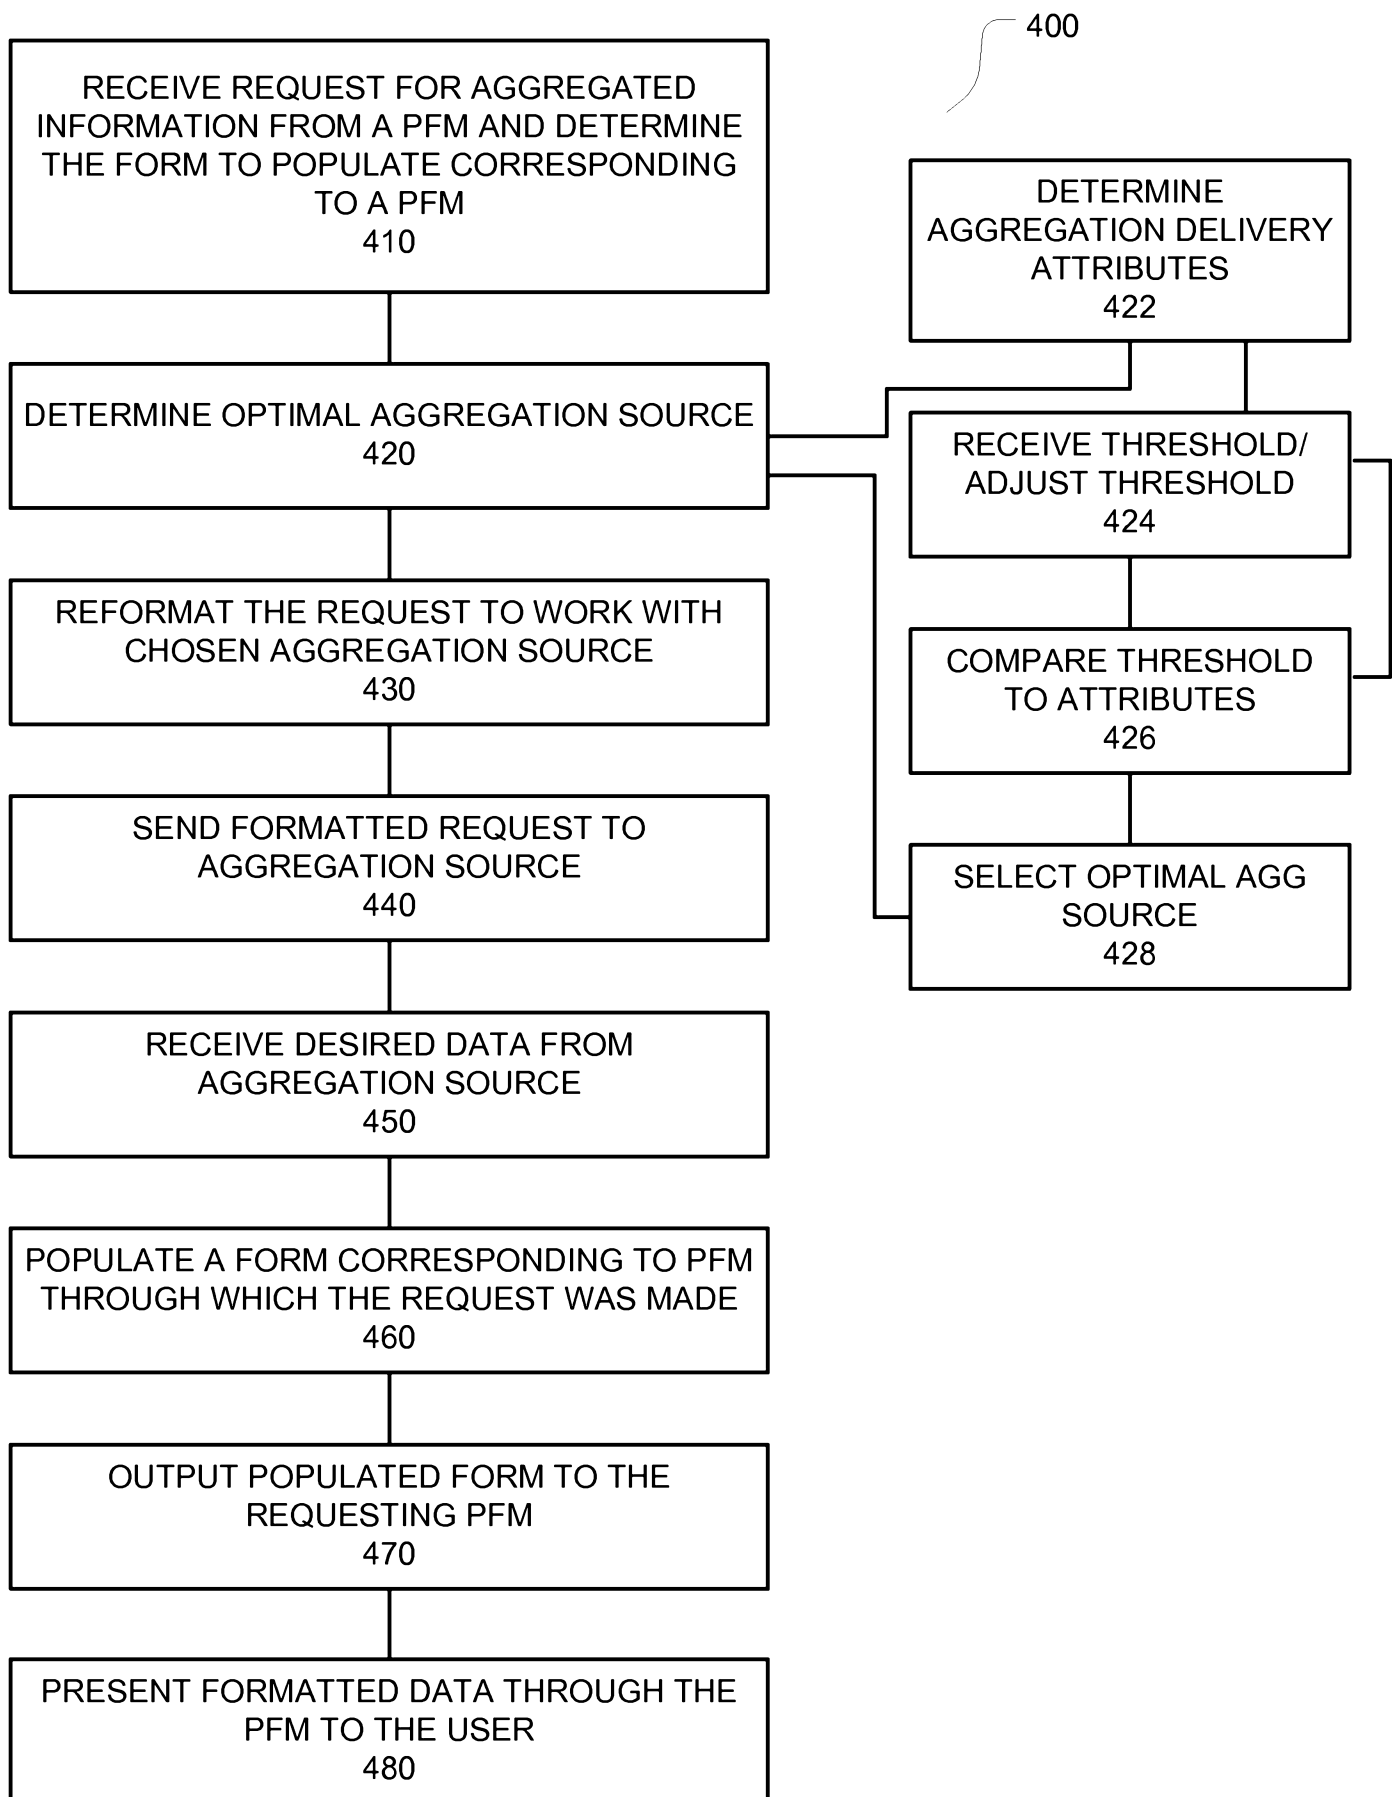 400
RECEIVE REQUEST FOR AGGREGATED
INFORMATION FROM A PFM AND DETERMINE
THE FORM TO POPULATE CORRESPONDING
TO A PFM
410
DETERMINE OPTIMAL AGGREGATION SOURCE
420
REFORMAT THE REQUEST TO WORK WITH
CHOSEN AGGREGATION SOURCE
430
SEND FORMATTED REQUEST TO
AGGREGATION SOURCE
440
RECEIVE DESIRED DATA FROM
AGGREGATION SOURCE
450
POPULATE A FORM CORRESPONDING TO PFM
THROUGH WHICH THE REQUEST WAS MADE
460
OUTPUT POPULATED FORM TO THE
REQUESTING PFM
470
PRESENT FORMATTED DATA THROUGH THE
PFM TO THE USER
480
DETERMINE
AGGREGATION DELIVERY
ATTRIBUTES
422
RECEIVE THRESHOLD/
ADJUST THRESHOLD
424
COMPARE THRESHOLD
TO ATTRIBUTES
426
SELECT OPTIMAL AGG
SOURCE
428